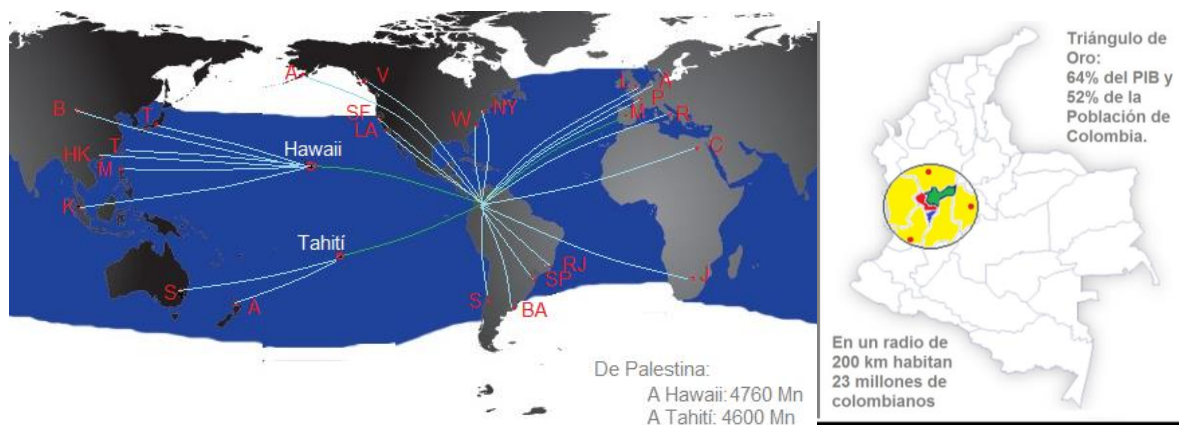 A
V
B
T
SF
LA
NY
W
L
A
P
M
R
C
HK
T
M
K
Hawaii
Tahití
S
A
RJ
SP
S
BA
J
De Palestina:
A Hawaii: 4760 Mn
A Tahití: 4600 Mn
Triángulo de
Oro:
64% del PIB y
52% de la
Población de
Colombia.
En un radio de
200 km habitan
23 millones de
colombianos